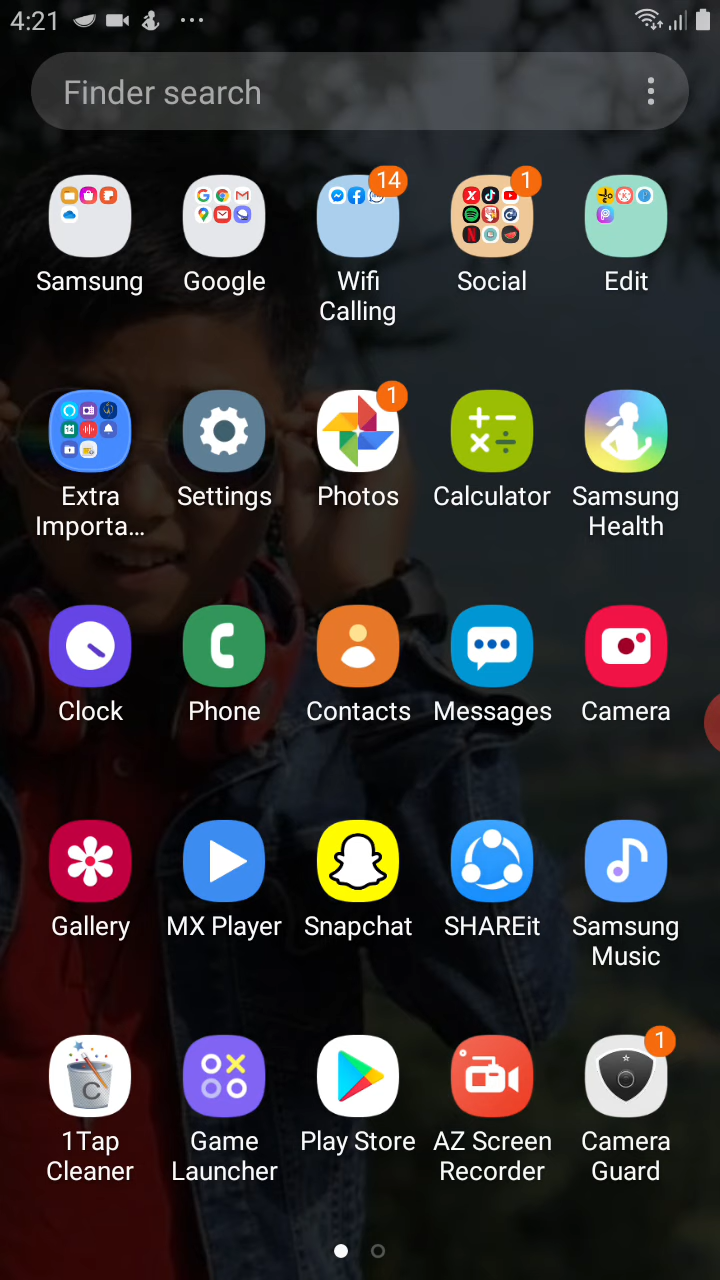 4:21
Finder search
14
1
Samsung
Google
Wifi
Calling
Social
Edit
1
Extra
Importa...
Settings
Photos
Calculator
Samsung
Health
Clock
Phone
Contacts
Messages
Camera
Gallery
MX Player
Snapchat
SHAREit
Samsung
Music
1
1Tap
Cleaner
Game
Launcher
Play Store
AZ Screen
Recorder
Camera
Guard